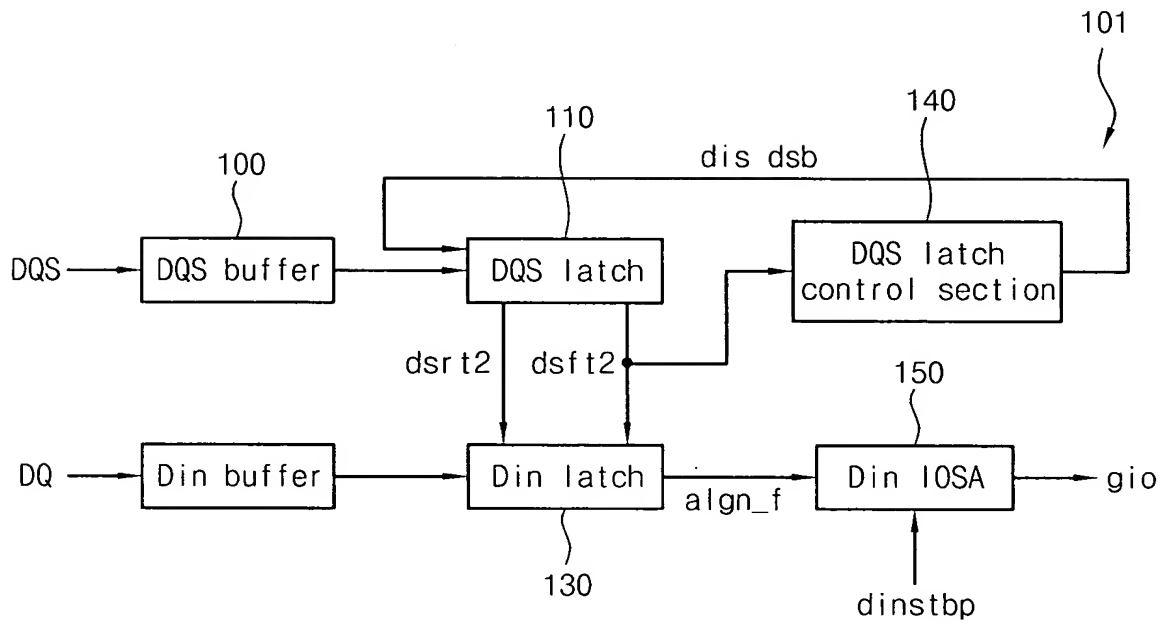 101
110
140
dis dsb
100
DQS
DQS buffer
DQS latch
DQS latch
control section
dsrt2
dsft2
150
DQ
Din buffer
Din latch
algn_f
Din IOSA
gio
130
dinstbp